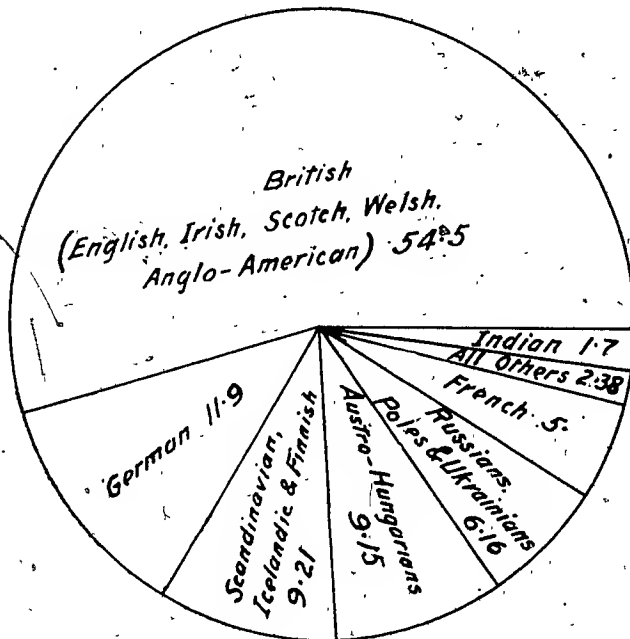 British
(English, Irish, Scotch, Welsh,
Anglo-American) 54·5
Indian 1·7
All Others 2·38
French 5·
Russians,
Poles & Ukrainians
6·16
Austro-Hungarians
9·15
Scandinavian,
Icelandic & Finnish
9·21
German 11·9